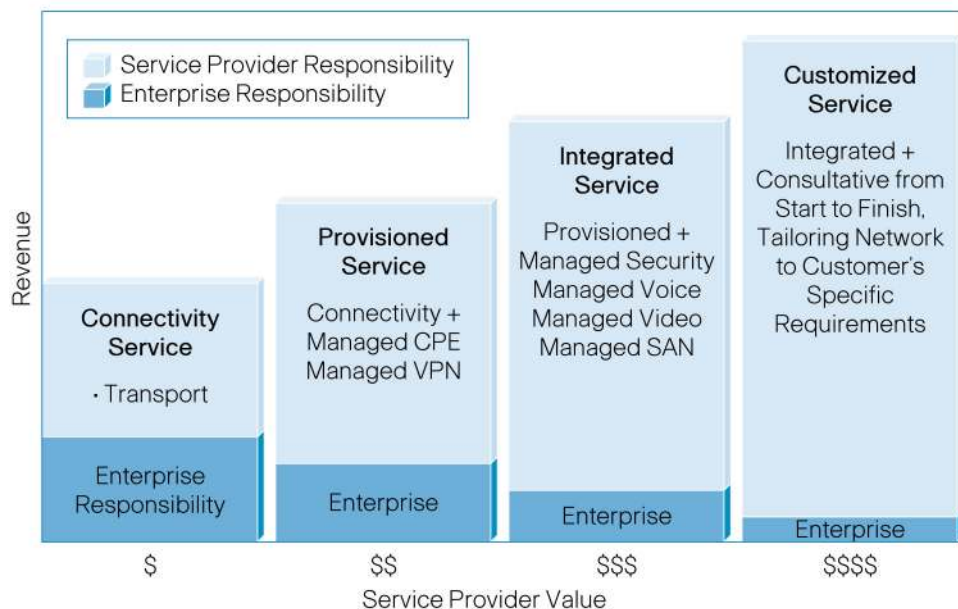 Service Provider Responsibility
Enterprise Responsibility
Revenue
Connectivity
Service
· Transport
Enterprise
Responsibility
Provisioned
Service
Connectivity +
Managed CPE
Managed VPN
Enterprise
Integrated
Service
Provisioned +
Managed Security
Managed Voice
Managed Video
Managed SAN
Enterprise
Customized
Service
Integrated +
Consultative from
Start to Finish,
Tailoring Network
to Customer's
Specific
Requirements
Enterprise
$
$$
$$$
$$$$
Service Provider Value